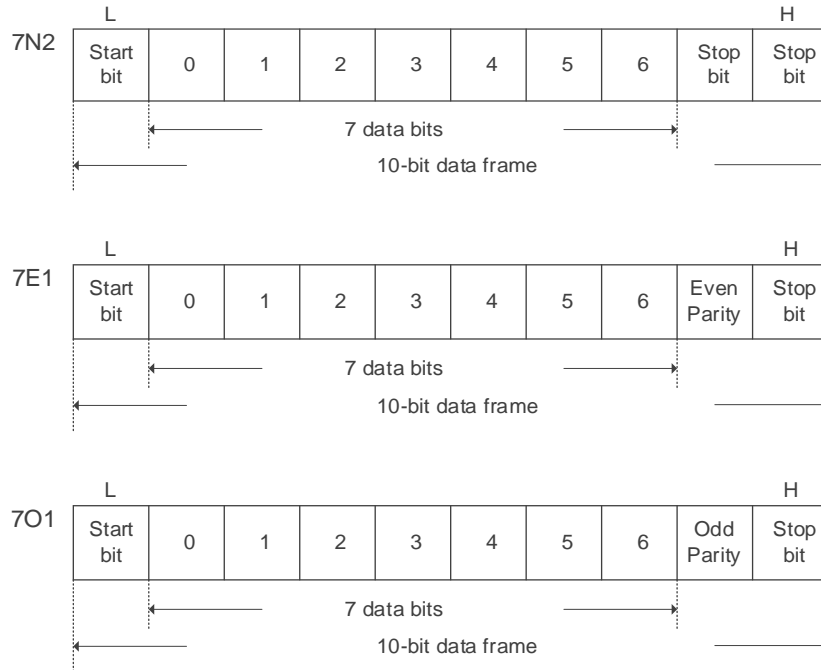 L H
7N2 Start bit 0 1 2 3 4 5 6 Stop bit Stop bit
7 data bits
10-bit data frame
L H
7E1 Start bit 0 1 2 3 4 5 6 Even Parity Stop bit
7 data bits
10-bit data frame
L H
7O1 Start bit 0 1 2 3 4 5 6 Odd Parity Stop bit
7 data bits
10-bit data frame